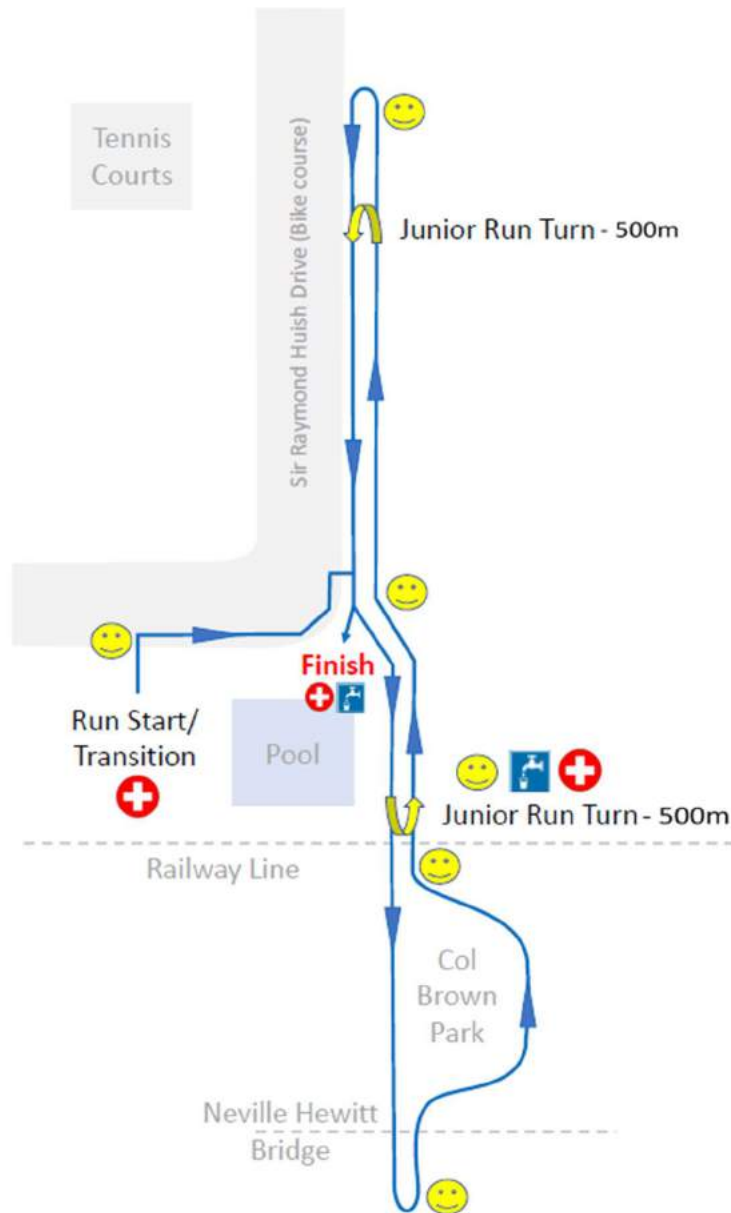 Tennis
Courts
Sir Raymond Huish Drive (Bike course)
Junior Run Turn - 500m
Finish
Run Start/
Transition
Pool
Junior Run Turn - 500m
Railway Line
Col
Brown
Park
Neville Hewitt
Bridge